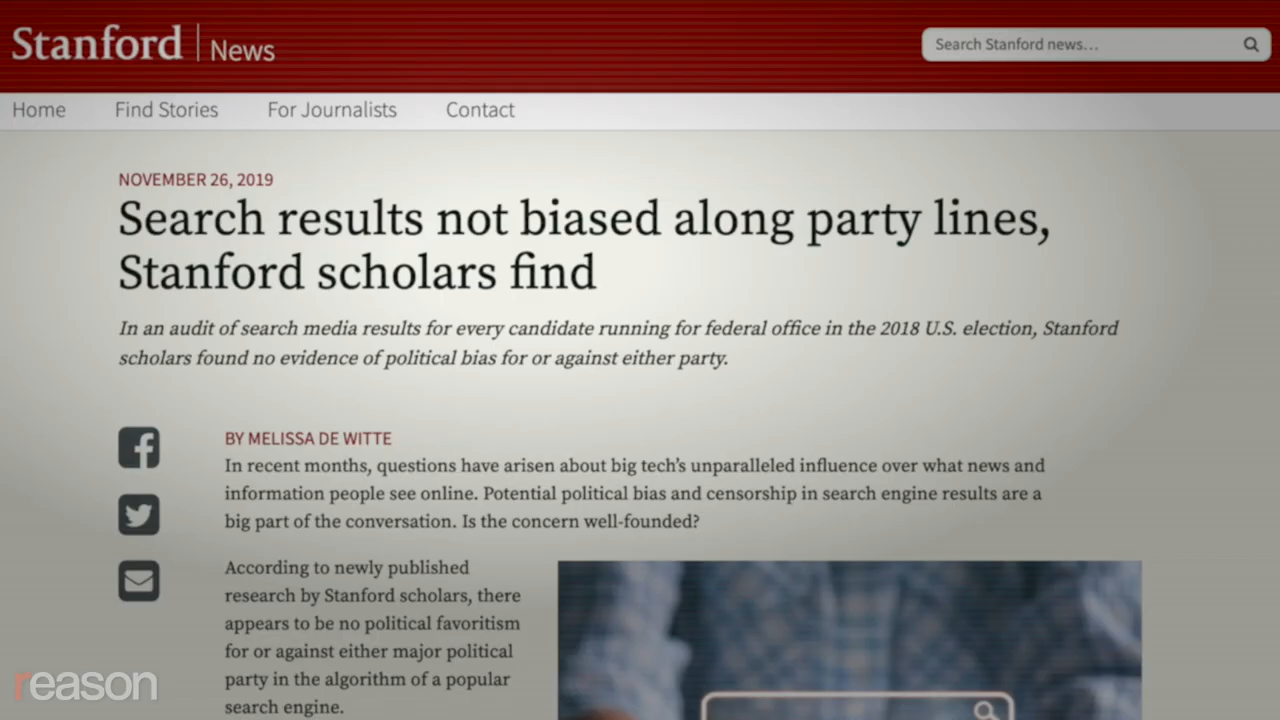 Stanford | News
Search Stanford news...
Home Find Stories For Journalists Contact
NOVEMBER 26, 2019
Search results not biased along party lines,
Stanford scholars find
In an audit of search media results for every candidate running for federal office in the 2018 U.S. election, Stanford
scholars found no evidence of political bias for or against either party.
BY MELISSA DE WITTE
In recent months, questions have arisen about big tech's unparalleled influence over what news and
information people see online. Potential political bias and censorship in search engine results are a
big part of the conversation. Is the concern well-founded?
According to newly published
research by Stanford scholars, there
appears to be no political favoritism
for or against either major political
party in the algorithm of a popular
search engine.
reason